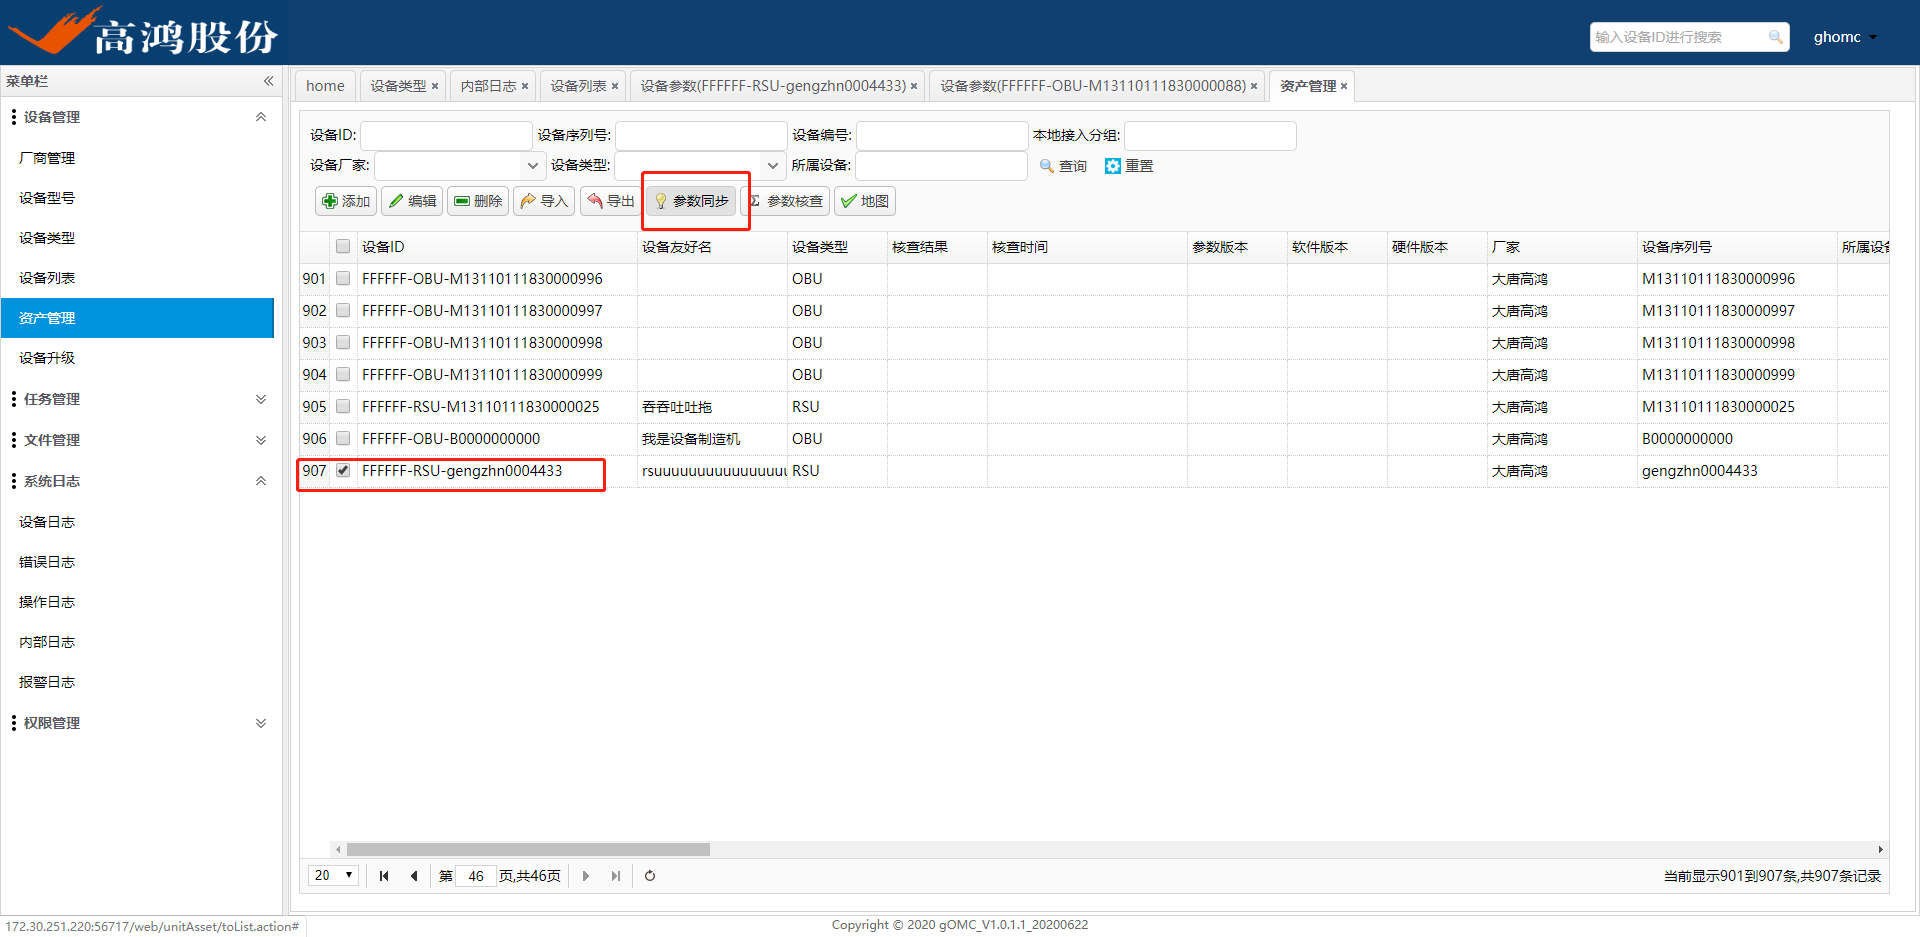 高鸿股份
输入设备ID进行搜索
ghomc
菜单栏
设备管理
厂商管理
设备型号
设备类型
设备列表
资产管理
设备升级
任务管理
文件管理
系统日志
设备日志
错误日志
操作日志
内部日志
报警日志
权限管理
home 设备类型 内部日志 设备列表 设备参数(FFFFFF-RSU-gengzhn0004433) 设备参数(FFFFFF-OBU-M13110111830000088) 资产管理
设备ID: 设备序列号: 设备编号: 本地接入分组:
设备厂家: 设备类型: 所属设备: 查询 重置
添加 编辑 删除 导入 导出 参数同步 参数核查 地图
设备ID 设备友好名 设备类型 核查结果 核查时间 参数版本 软件版本 硬件版本 厂家 设备序列号 所属设备
901 FFFFFF-OBU-M13110111830000996 OBU 大唐高鸿 M13110111830000996
902 FFFFFF-OBU-M13110111830000997 OBU 大唐高鸿 M13110111830000997
903 FFFFFF-OBU-M13110111830000998 OBU 大唐高鸿 M13110111830000998
904 FFFFFF-OBU-M13110111830000999 OBU 大唐高鸿 M13110111830000999
905 FFFFFF-RSU-M13110111830000025 吞吞吐吐拖 RSU 大唐高鸿 M13110111830000025
906 FFFFFF-OBU-B0000000000 我是设备制造机 OBU 大唐高鸿 B0000000000
907 FFFFFF-RSU-gengzhn0004433 rsuuuuuuuuuuuuuuuu RSU 大唐高鸿 gengzhn0004433
20 第 46 页,共46页 当前显示901到907条,共907条记录
172.30.251.220:56717/web/unitAsset/toList.action#
Copyright © 2020 gOMC_V1.0.1.1_20200622